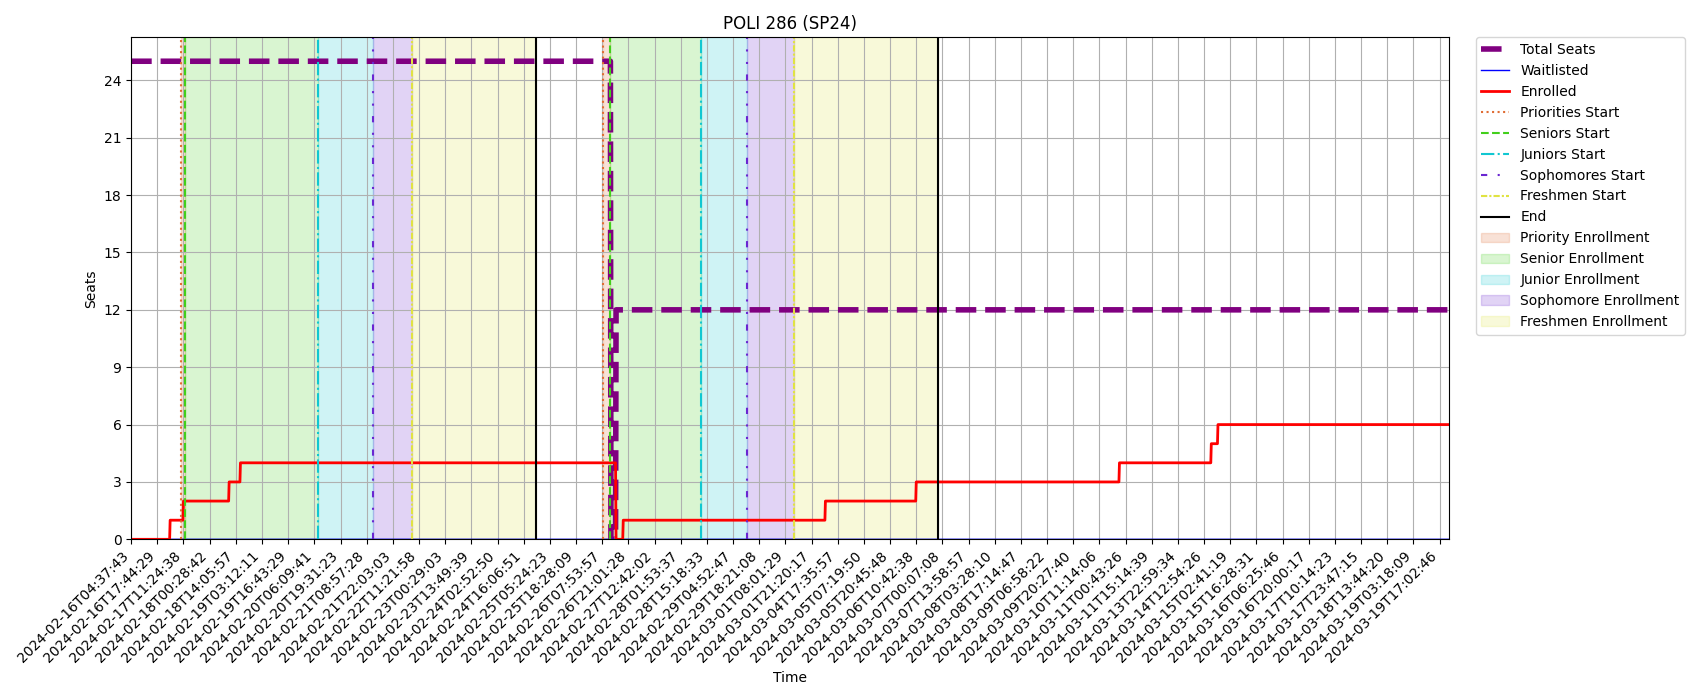 POLI 286 (SP24)
Total Seats
Waitlisted
Enrolled
Priorities Start
Seniors Start
Juniors Start
Sophomores Start
Freshmen Start
End
Priority Enrollment
Senior Enrollment
Junior Enrollment
Sophomore Enrollment
Freshmen Enrollment
Seats
24
21
18
15
12
9
6
3
0
2024-02-16T04:37:43
2024-02-16T17:44:29
2024-02-17T11:24:38
2024-02-18T00:28:42
2024-02-18T14:05:57
2024-02-19T03:12:11
2024-02-19T16:43:29
2024-02-20T06:09:41
2024-02-20T19:31:23
2024-02-21T08:57:28
2024-02-21T22:03:03
2024-02-22T11:21:58
2024-02-23T00:29:03
2024-02-23T13:49:39
2024-02-24T02:52:50
2024-02-24T16:06:51
2024-02-25T05:24:23
2024-02-25T18:28:09
2024-02-26T07:53:57
2024-02-26T21:01:28
2024-02-27T12:42:02
2024-02-28T01:53:37
2024-02-28T15:18:33
2024-02-29T04:52:47
2024-02-29T18:21:08
2024-03-01T08:01:29
2024-03-01T21:20:17
2024-03-04T17:35:57
2024-03-05T07:19:50
2024-03-05T20:45:48
2024-03-06T10:42:38
2024-03-07T00:07:08
2024-03-07T13:58:57
2024-03-08T03:28:10
2024-03-08T17:14:47
2024-03-09T06:58:22
2024-03-09T20:27:40
2024-03-10T11:14:06
2024-03-11T00:43:26
2024-03-11T15:14:39
2024-03-13T22:59:34
2024-03-14T12:54:26
2024-03-15T02:41:19
2024-03-15T16:28:31
2024-03-16T06:25:46
2024-03-16T20:00:17
2024-03-17T10:14:23
2024-03-17T23:47:15
2024-03-18T13:44:20
2024-03-19T03:18:09
2024-03-19T17:02:46
Time